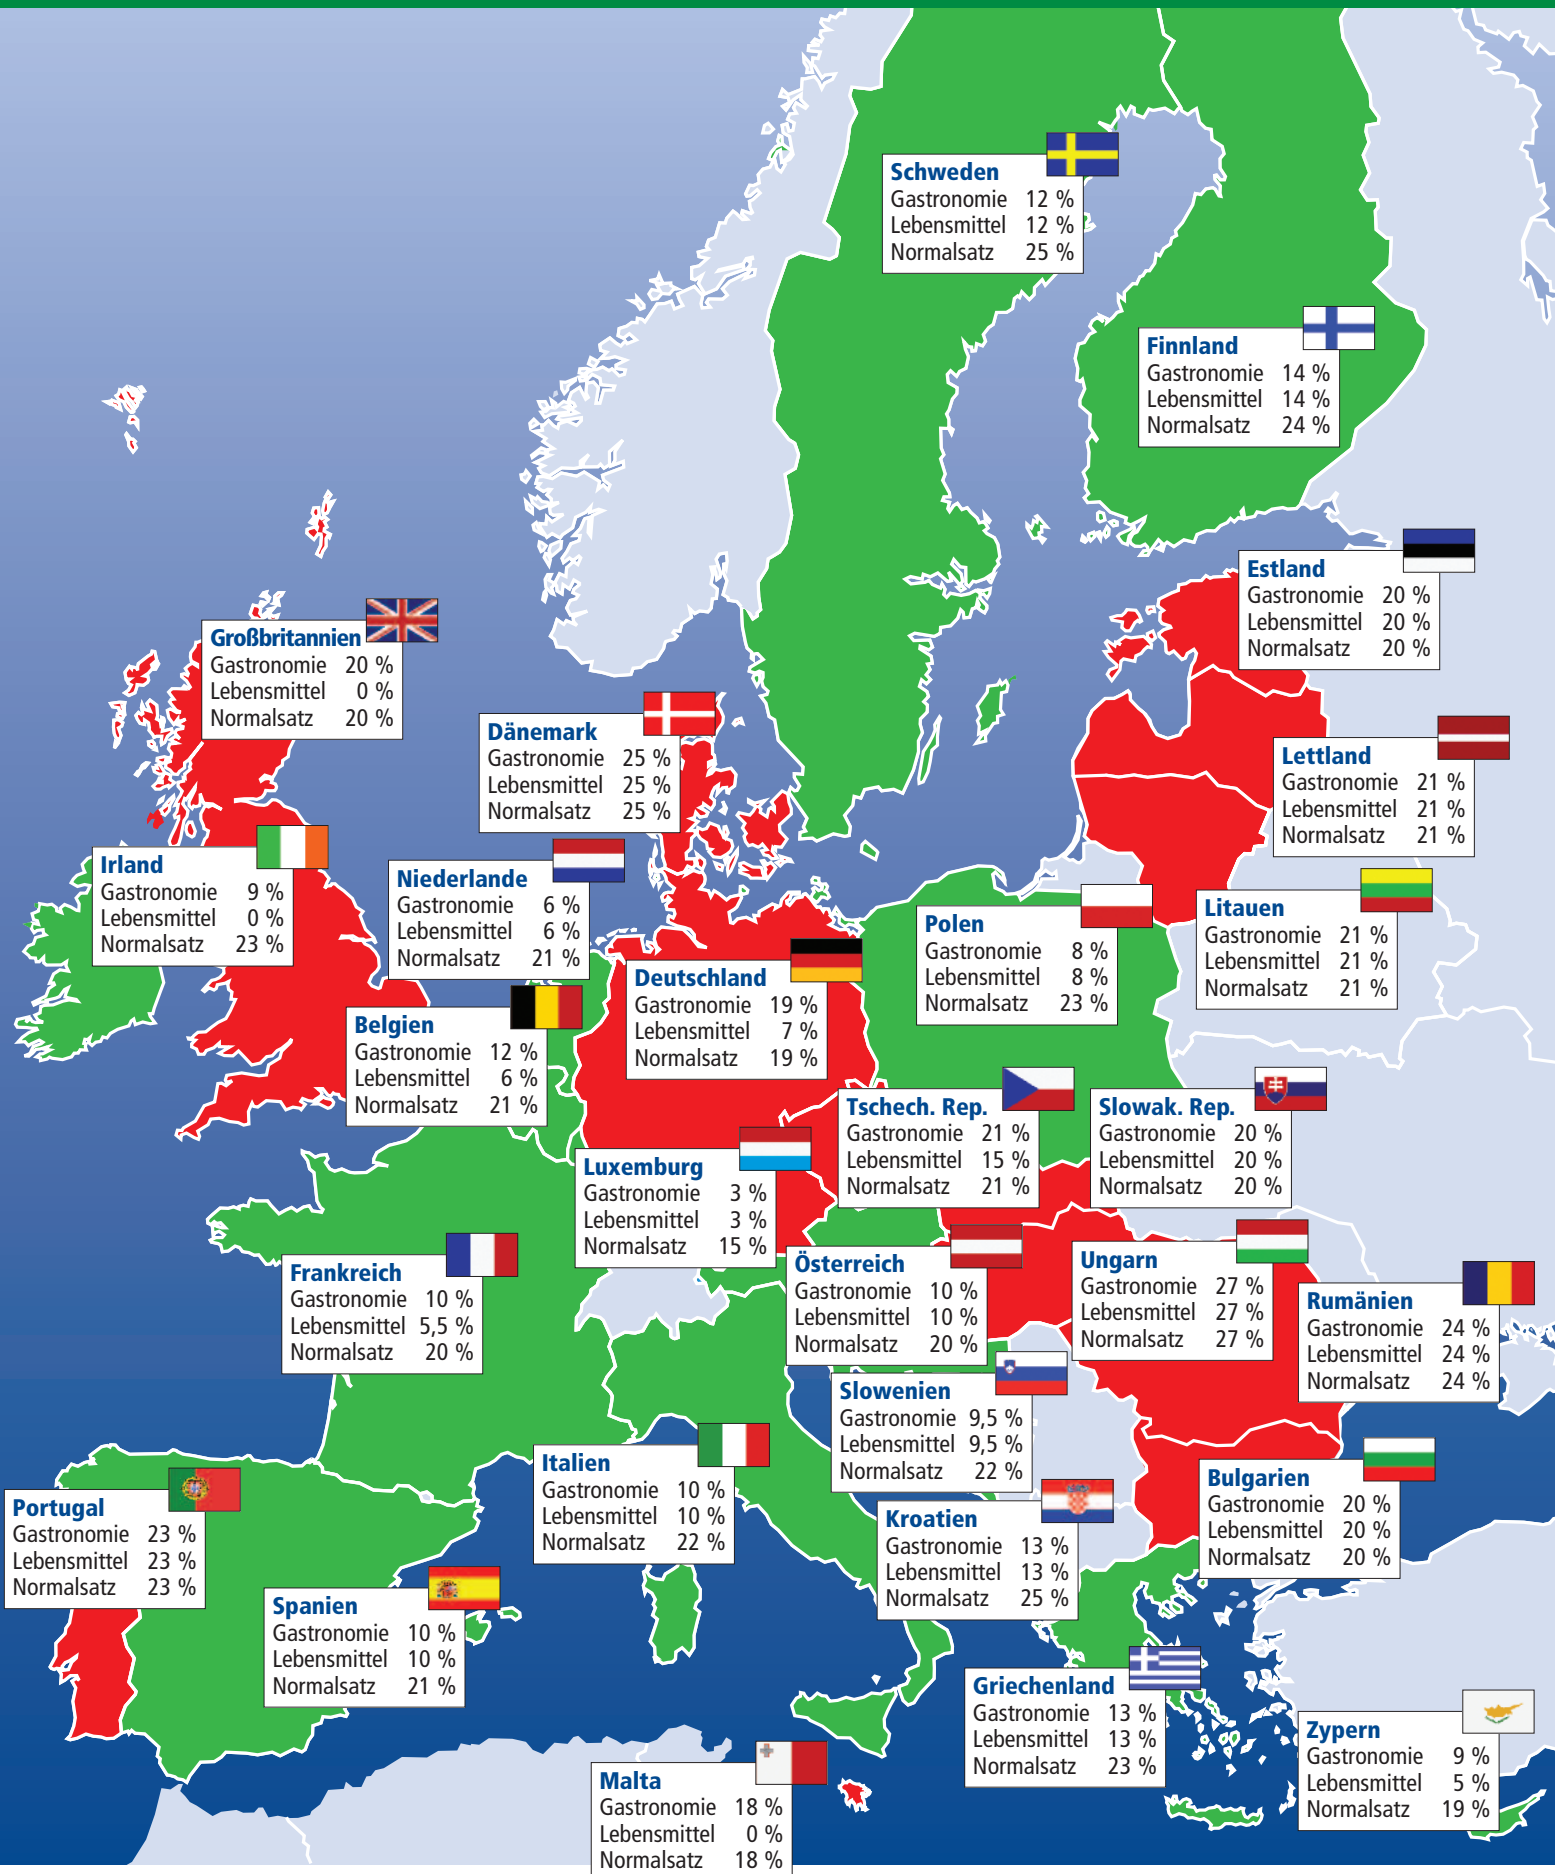 Schweden
Gastronomie 12 %
Lebensmittel 12 %
Normalsatz 25 %
Finnland
Gastronomie 14 %
Lebensmittel 14 %
Normalsatz 24 %
Estland
Gastronomie 20 %
Lebensmittel 20 %
Normalsatz 20 %
Großbritannien
Gastronomie 20 %
Lebensmittel 0 %
Normalsatz 20 %
Dänemark
Gastronomie 25 %
Lebensmittel 25 %
Normalsatz 25 %
Lettland
Gastronomie 21 %
Lebensmittel 21 %
Normalsatz 21 %
Irland
Gastronomie 9 %
Lebensmittel 0 %
Normalsatz 23 %
Niederlande
Gastronomie 6 %
Lebensmittel 6 %
Normalsatz 21 %
Litauen
Gastronomie 21 %
Lebensmittel 21 %
Normalsatz 21 %
Polen
Gastronomie 8 %
Lebensmittel 8 %
Normalsatz 23 %
Deutschland
Gastronomie 19 %
Lebensmittel 7 %
Normalsatz 19 %
Belgien
Gastronomie 12 %
Lebensmittel 6 %
Normalsatz 21 %
Tschech. Rep.
Gastronomie 21 %
Lebensmittel 15 %
Normalsatz 21 %
Slowak. Rep.
Gastronomie 20 %
Lebensmittel 20 %
Normalsatz 20 %
Luxemburg
Gastronomie 3 %
Lebensmittel 3 %
Normalsatz 15 %
Frankreich
Gastronomie 10 %
Lebensmittel 5,5 %
Normalsatz 20 %
Österreich
Gastronomie 10 %
Lebensmittel 10 %
Normalsatz 20 %
Ungarn
Gastronomie 27 %
Lebensmittel 27 %
Normalsatz 27 %
Rumänien
Gastronomie 24 %
Lebensmittel 24 %
Normalsatz 24 %
Slowenien
Gastronomie 9,5 %
Lebensmittel 9,5 %
Normalsatz 22 %
Italien
Gastronomie 10 %
Lebensmittel 10 %
Normalsatz 22 %
Bulgarien
Gastronomie 20 %
Lebensmittel 20 %
Normalsatz 20 %
Portugal
Gastronomie 23 %
Lebensmittel 23 %
Normalsatz 23 %
Kroatien
Gastronomie 13 %
Lebensmittel 13 %
Normalsatz 25 %
Spanien
Gastronomie 10 %
Lebensmittel 10 %
Normalsatz 21 %
Griechenland
Gastronomie 13 %
Lebensmittel 13 %
Normalsatz 23 %
Zypern
Gastronomie 9 %
Lebensmittel 5 %
Normalsatz 19 %
Malta
Gastronomie 18 %
Lebensmittel 0 %
Normalsatz 18 %